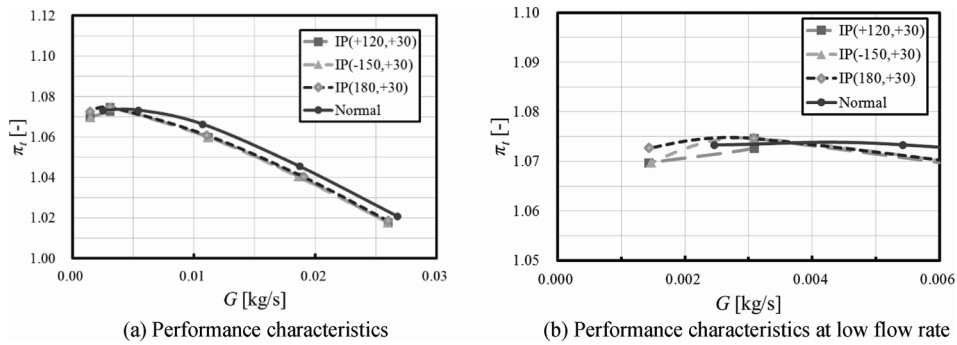 1.12
1.10
1.08
1.06
1.04
1.02
1.00
πt [-]
IP(+120,+30)
IP(-150,+30)
IP(180,+30)
Normal
0.00
0.01
0.02
0.03
G [kg/s]
(a) Performance characteristics
1.10
1.09
1.08
1.07
1.06
1.05
πt [-]
IP(+120,+30)
IP(-150,+30)
IP(180,+30)
Normal
0.000
0.002
0.004
0.006
G [kg/s]
(b) Performance characteristics at low flow rate